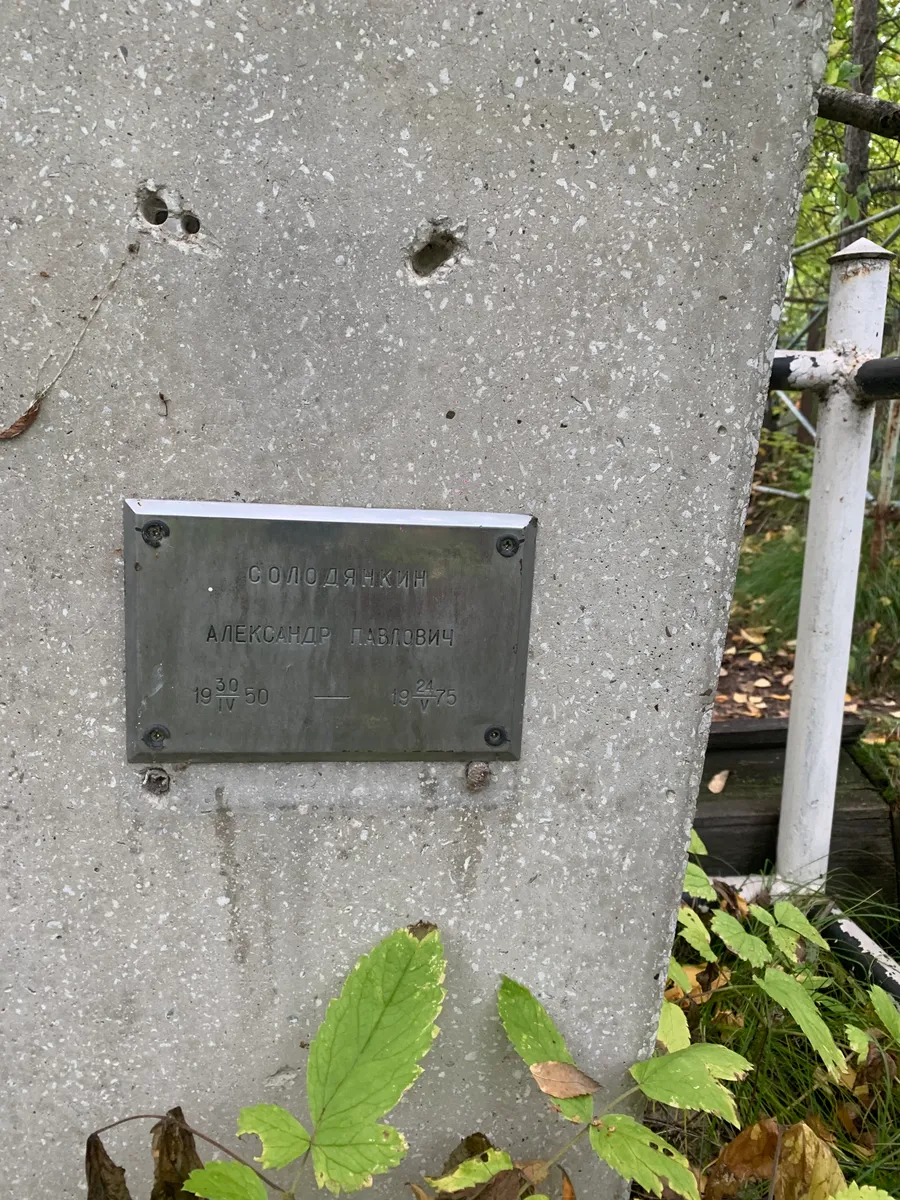 СОЛОДЯНКИН
АЛЕКСАНДР ПАВЛОВИЧ
19 30/IV 50 — 19 21/V 75